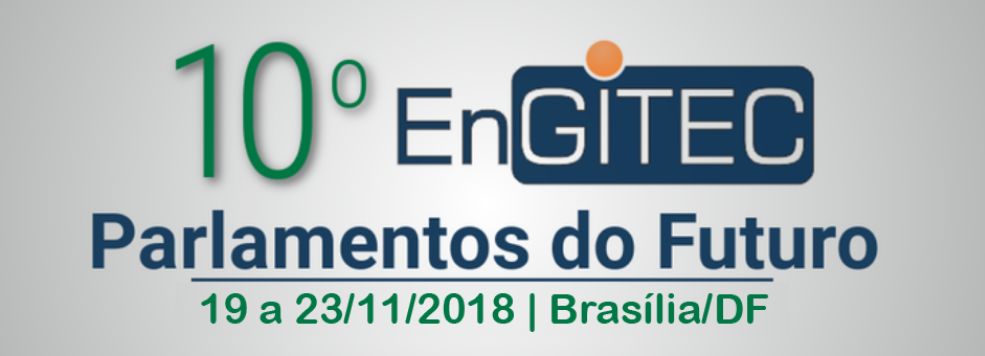 10º EnGITEC
Parlamentos do Futuro
19 a 23/11/2018 | Brasília/DF